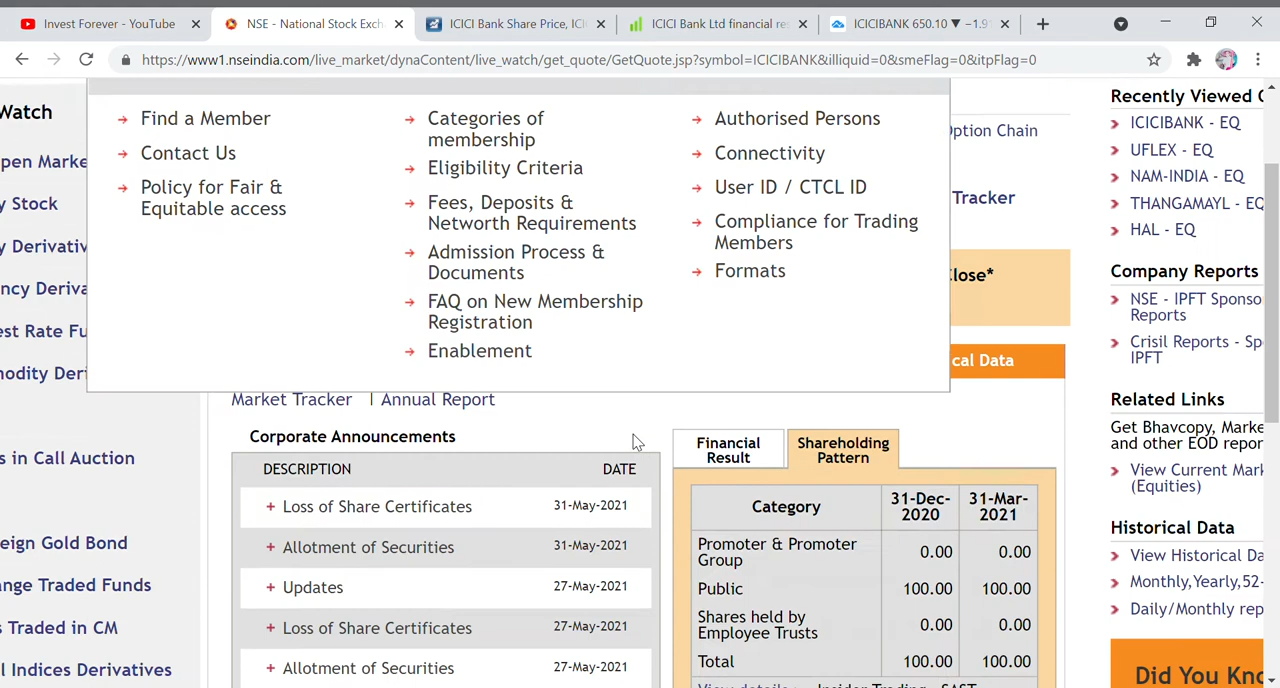 Invest Forever - YouTube
NSE - National Stock Exch
ICICI Bank Share Price, ICI
ICICI Bank Ltd financial res
ICICIBANK 650.10 ▼ −1.9
https://www1.nseindia.com/live_market/dynaContent/live_watch/get_quote/GetQuote.jsp?symbol=ICICIBANK&illiquid=0&smeFlag=0&itpFlag=0
Watch
pen Marke
y Stock
y Derivativ
ncy Deriva
est Rate Fu
modity Deri
s in Call Auction
eign Gold Bond
ange Traded Funds
s Traded in CM
l Indices Derivatives
Find a Member
Contact Us
Policy for Fair &
Equitable access
Categories of
membership
Eligibility Criteria
Fees, Deposits &
Networth Requirements
Admission Process &
Documents
FAQ on New Membership
Registration
Enablement
Authorised Persons
Connectivity
User ID / CTCL ID
Compliance for Trading
Members
Formats
Option Chain
Tracker
Close*
cal Data
Market Tracker | Annual Report
Corporate Announcements
DESCRIPTION DATE
+ Loss of Share Certificates 31-May-2021
+ Allotment of Securities 31-May-2021
+ Updates 27-May-2021
+ Loss of Share Certificates 27-May-2021
+ Allotment of Securities 27-May-2021
Financial
Result
Shareholding
Pattern
Category 31-Dec-2020 31-Mar-2021
Promoter & Promoter
Group 0.00 0.00
Public 100.00 100.00
Shares held by
Employee Trusts 0.00 0.00
Total 100.00 100.00
View details Insider Trading SAST
Recently Viewed
ICICIBANK - EQ
UFLEX - EQ
NAM-INDIA - EQ
THANGAMAYL - EQ
HAL - EQ
Company Reports
NSE - IPFT Sponso
Reports
Crisil Reports - Sp
IPFT
Related Links
Get Bhavcopy, Marke
and other EOD repor
View Current Mark
(Equities)
Historical Data
View Historical Da
Monthly,Yearly,52-
Daily/Monthly rep
Did You Kno